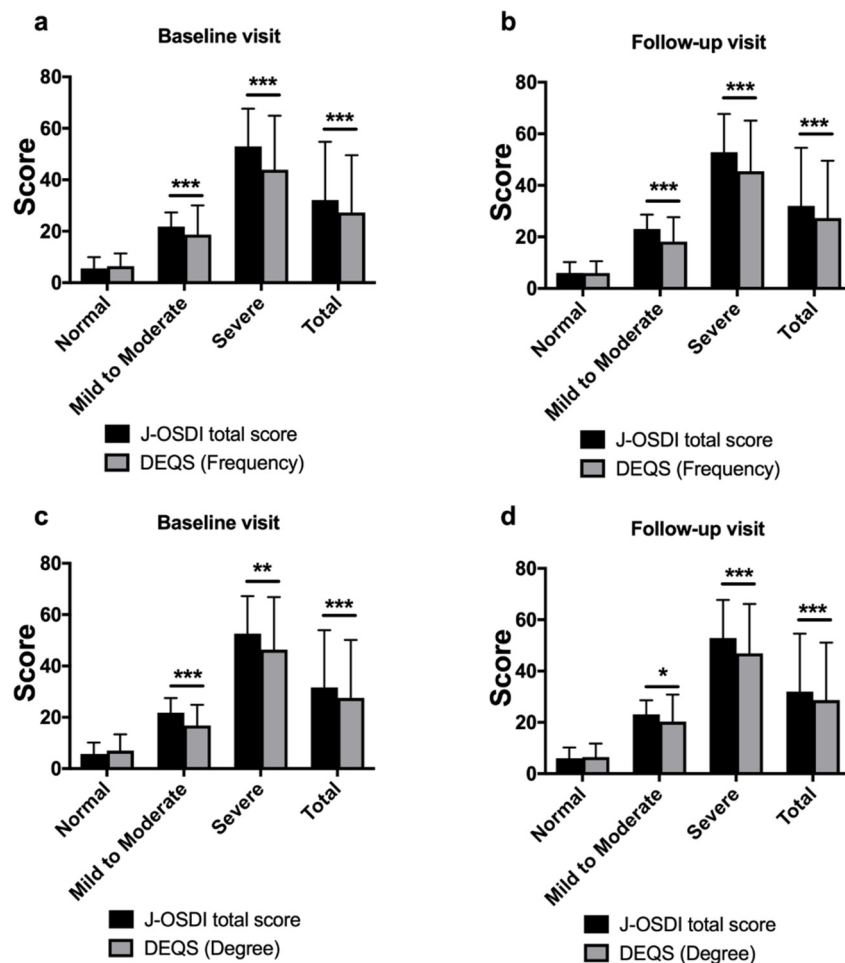 a
Baseline visit
Score
80
60
40
20
0
***
***
***
Normal
Mild to Moderate
Severe
Total
J-OSDI total score
DEQS (Frequency)
b
Follow-up visit
Score
80
60
40
20
0
***
***
***
Normal
Mild to Moderate
Severe
Total
J-OSDI total score
DEQS (Frequency)
c
Baseline visit
Score
80
60
40
20
0
***
**
***
Normal
Mild to Moderate
Severe
Total
J-OSDI total score
DEQS (Degree)
d
Follow-up visit
Score
80
60
40
20
0
*
***
***
Normal
Mild to Moderate
Severe
Total
J-OSDI total score
DEQS (Degree)